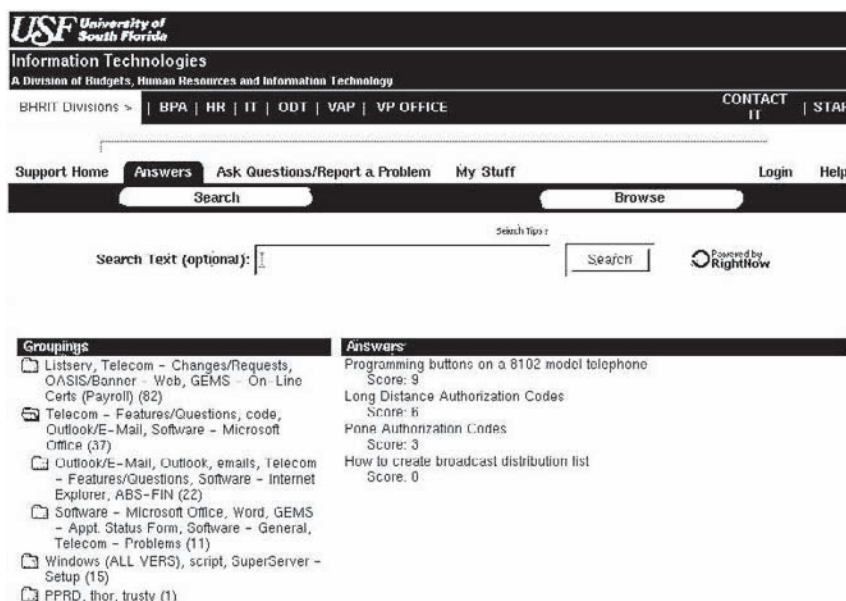 USF University of
South Florida
Information Technologies
A Division of Budgets, Human Resources and Information Technology
BHRIT Divisions > | BPA | HR | IT | ODT | VAP | VP OFFICE CONTACT IT | STAF
Support Home Answers Ask Questions/Report a Problem My Stuff Login Help
Search Browse
Search Tips
Search Text (optional): Search Powered by RightNow
Groupings
Listserv, Telecom - Changes/Requests,
OASIS/Banner - Web, GEMS - On-Line
Certs (Payroll) (82)
Telecom - Features/Questions, code,
Outlook/E-Mail, Software - Microsoft
Office (37)
Outlook/E-Mail, Outlook, emails, Telecom
- Features/Questions, Software - Internet
Explorer, ABS-FIN (22)
Software - Microsoft Office, Word, GEMS
- Appt. Status Form, Software - General,
Telecom - Problems (11)
Windows (ALL VERS), script, SuperServer -
Setup (15)
PPRD, thor, trusty (1)
Answers
Programming buttons on a 8102 model telephone
Score: 9
Long Distance Authorization Codes
Score: 6
Pone Authorization Codes
Score: 3
How to create broadcast distribution list
Score: 0